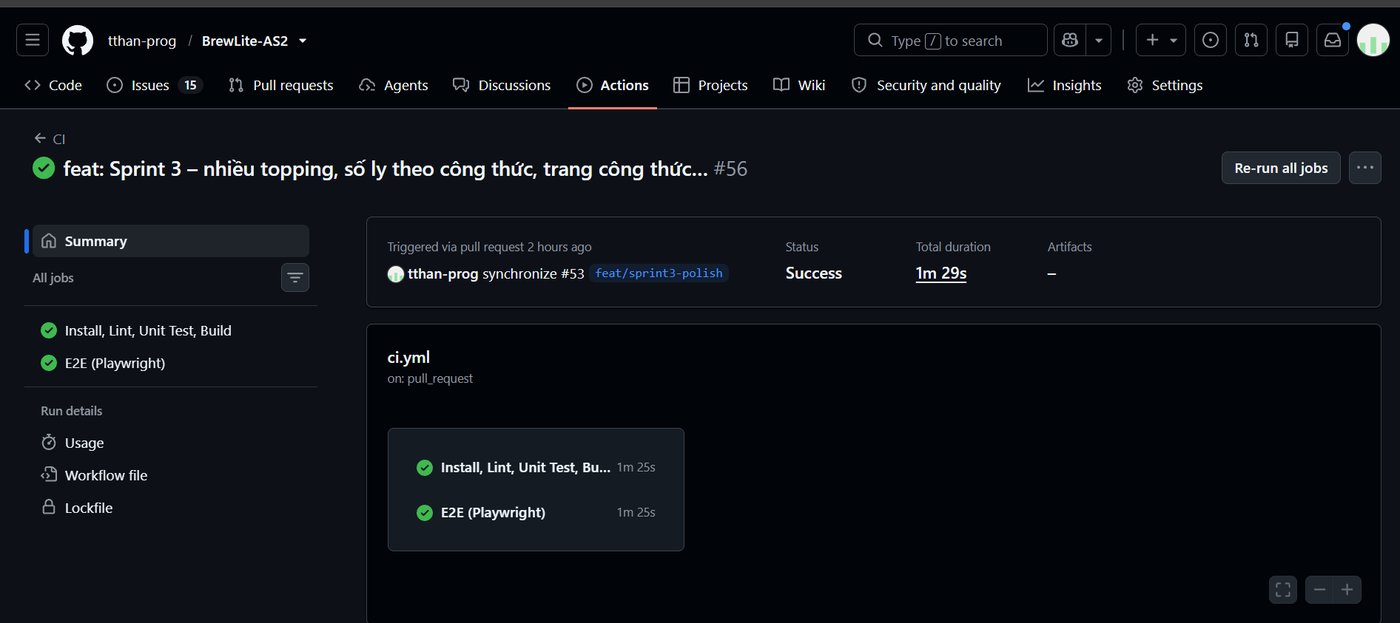 tthan-prog / BrewLite-AS2
Type / to search
Code
Issues 15
Pull requests
Agents
Discussions
Actions
Projects
Wiki
Security and quality
Insights
Settings
← CI
feat: Sprint 3 – nhiều topping, số ly theo công thức, trang công thức... #56
Re-run all jobs
Summary
All jobs
Install, Lint, Unit Test, Build
E2E (Playwright)
Run details
Usage
Workflow file
Lockfile
Triggered via pull request 2 hours ago
tthan-prog synchronize #53 feat/sprint3-polish
Status
Success
Total duration
1m 29s
Artifacts
–
ci.yml
on: pull_request
Install, Lint, Unit Test, Bu... 1m 25s
E2E (Playwright) 1m 25s